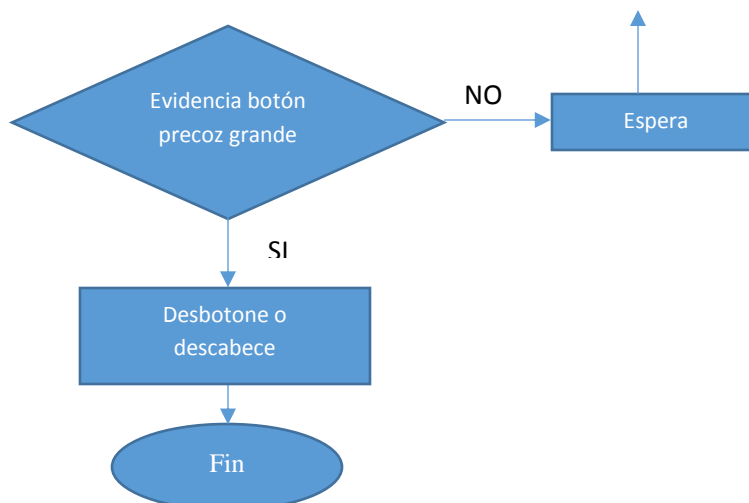 Evidencia botón
precoz grande
NO
Espera
SI
Desbotone o
descabece
Fin